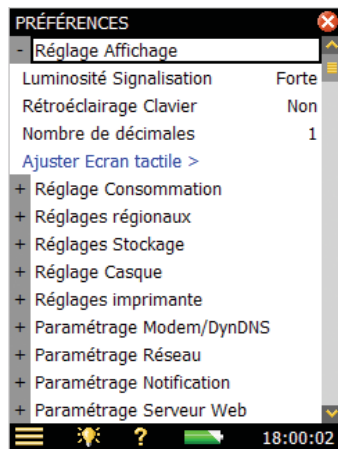 PRÉFÉRENCES
- Réglage Affichage
Luminosité Signalisation Forte
Rétroéclairage Clavier Non
Nombre de décimales 1
Ajuster Ecran tactile >
+ Réglage Consommation
+ Réglages régionaux
+ Réglages Stockage
+ Réglage Casque
+ Réglages imprimante
+ Paramétrage Modem/DynDNS
+ Paramétrage Réseau
+ Paramétrage Notification
+ Paramétrage Serveur Web
? 18:00:02